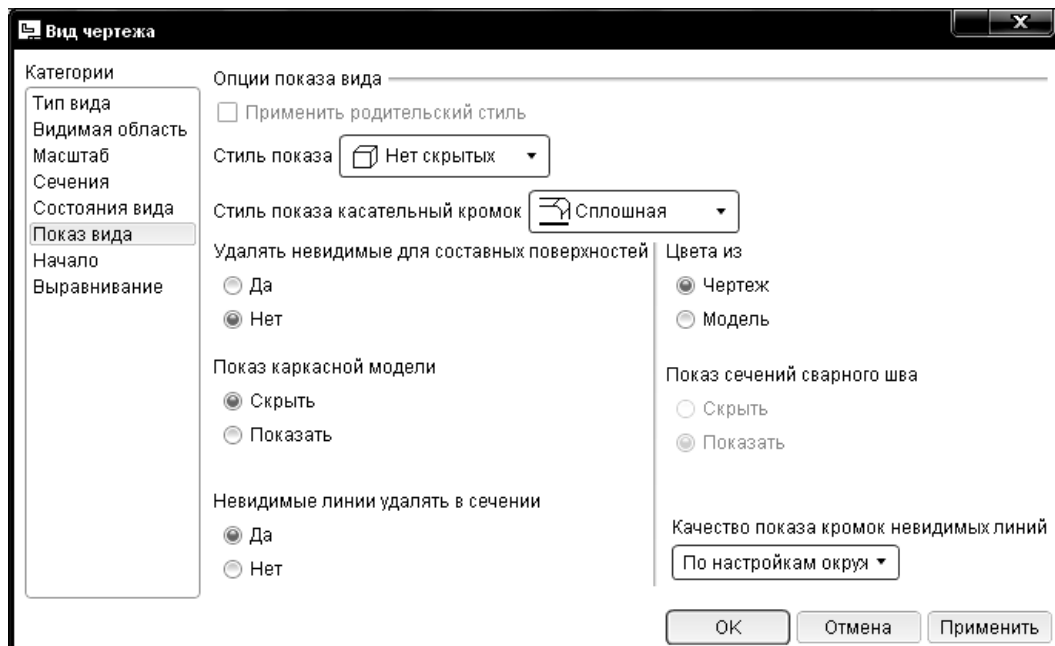 Вид чертежа
Категории
Тип вида
Видимая область
Масштаб
Сечения
Состояния вида
Показ вида
Начало
Выравнивание
Опции показа вида
Применить родительский стиль
Стиль показа Нет скрытых
Стиль показа касательный кромок Сплошная
Удалять невидимые для составных поверхностей
Да
Нет
Показ каркасной модели
Скрыть
Показать
Невидимые линии удалять в сечении
Да
Нет
Цвета из
Чертеж
Модель
Показ сечений сварного шва
Скрыть
Показать
Качество показа кромок невидимых линий
По настройкам окруж
OK
Отмена
Применить